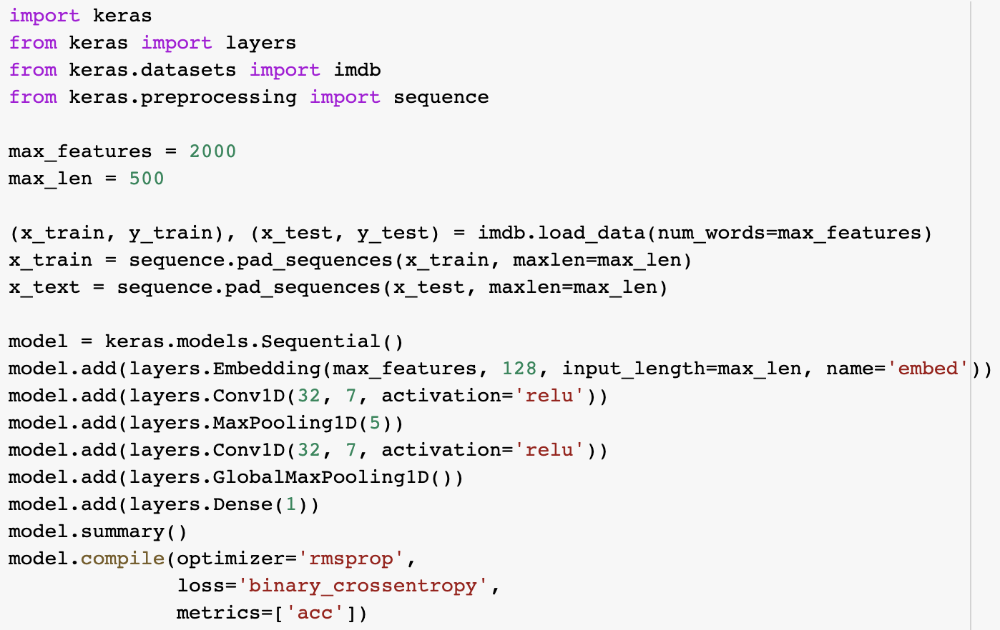 import keras
from keras import layers
from keras.datasets import imdb
from keras.preprocessing import sequence
max_features = 2000
max_len = 500
(x_train, y_train), (x_test, y_test) = imdb.load_data(num_words=max_features)
x_train = sequence.pad_sequences(x_train, maxlen=max_len)
x_text = sequence.pad_sequences(x_test, maxlen=max_len)
model = keras.models.Sequential()
model.add(layers.Embedding(max_features, 128, input_length=max_len, name='embed'))
model.add(layers.Conv1D(32, 7, activation='relu'))
model.add(layers.MaxPooling1D(5))
model.add(layers.Conv1D(32, 7, activation='relu'))
model.add(layers.GlobalMaxPooling1D())
model.add(layers.Dense(1))
model.summary()
model.compile(optimizer='rmsprop',
              loss='binary_crossentropy',
              metrics=['acc'])